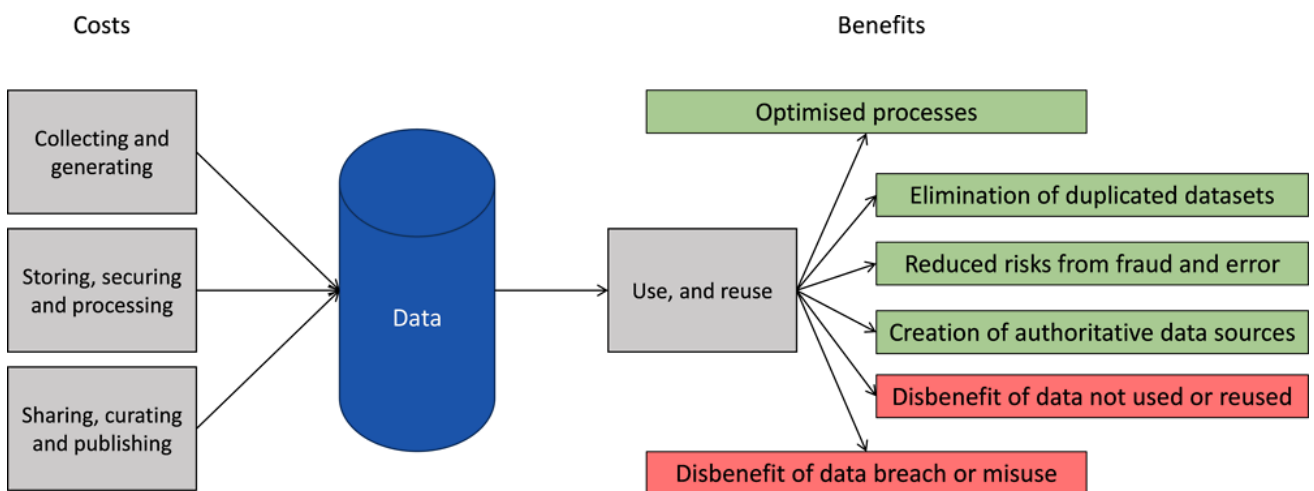 Costs
Benefits
Collecting and
generating
Storing, securing
and processing
Sharing, curating
and publishing
Data
Use, and reuse
Optimised processes
Elimination of duplicated datasets
Reduced risks from fraud and error
Creation of authoritative data sources
Disbenefit of data not used or reused
Disbenefit of data breach or misuse